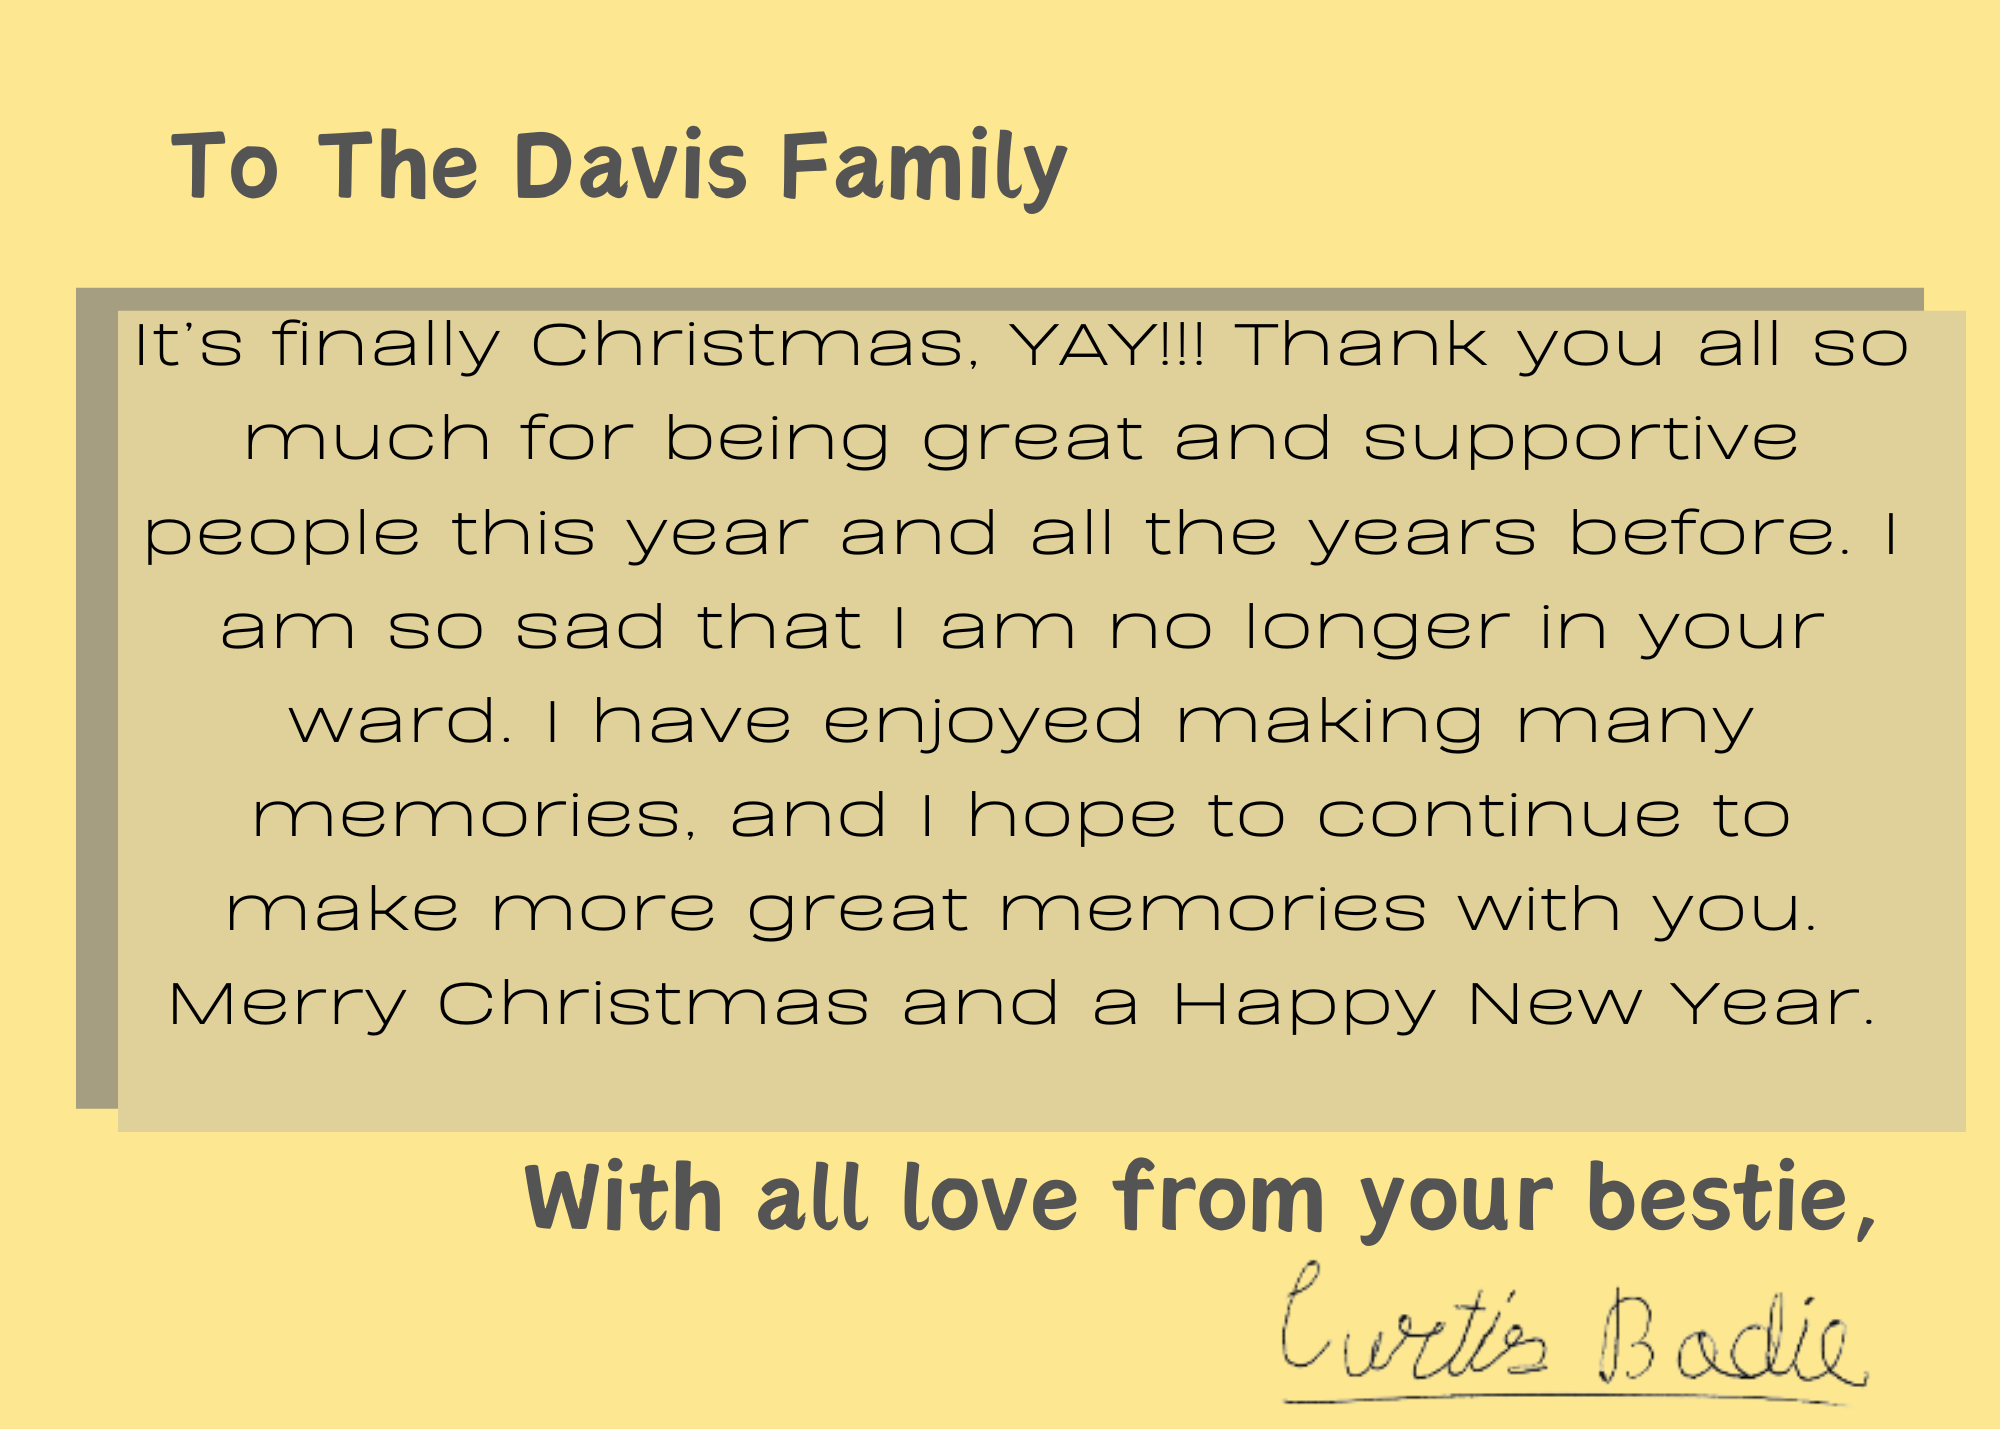 To The Davis Family
It's finally Christmas, YAY!!! Thank you all so
much for being great and supportive
people this year and all the years before. I
am so sad that I am no longer in your
ward. I have enjoyed making many
memories, and I hope to continue to
make more great memories with you.
Merry Christmas and a Happy New Year.
With all love from your bestie,
Curtis Bodie